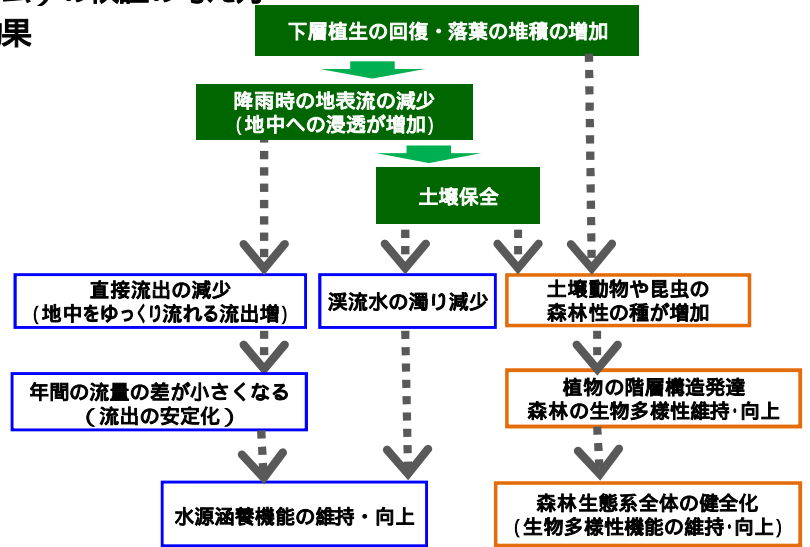 果
下層植生の回復・落葉の堆積の増加
降雨時の地表流の減少
(地中への浸透が増加)
土壌保全
直接流出の減少
(地中をゆっくり流れる流出増)
渓流水の濁り減少
土壌動物や昆虫の
森林性の種が増加
年間の流量の差が小さくなる
(流出の安定化)
植物の階層構造発達
森林の生物多様性維持・向上
水源涵養機能の維持・向上
森林生態系全体の健全化
(生物多様性機能の維持・向上)